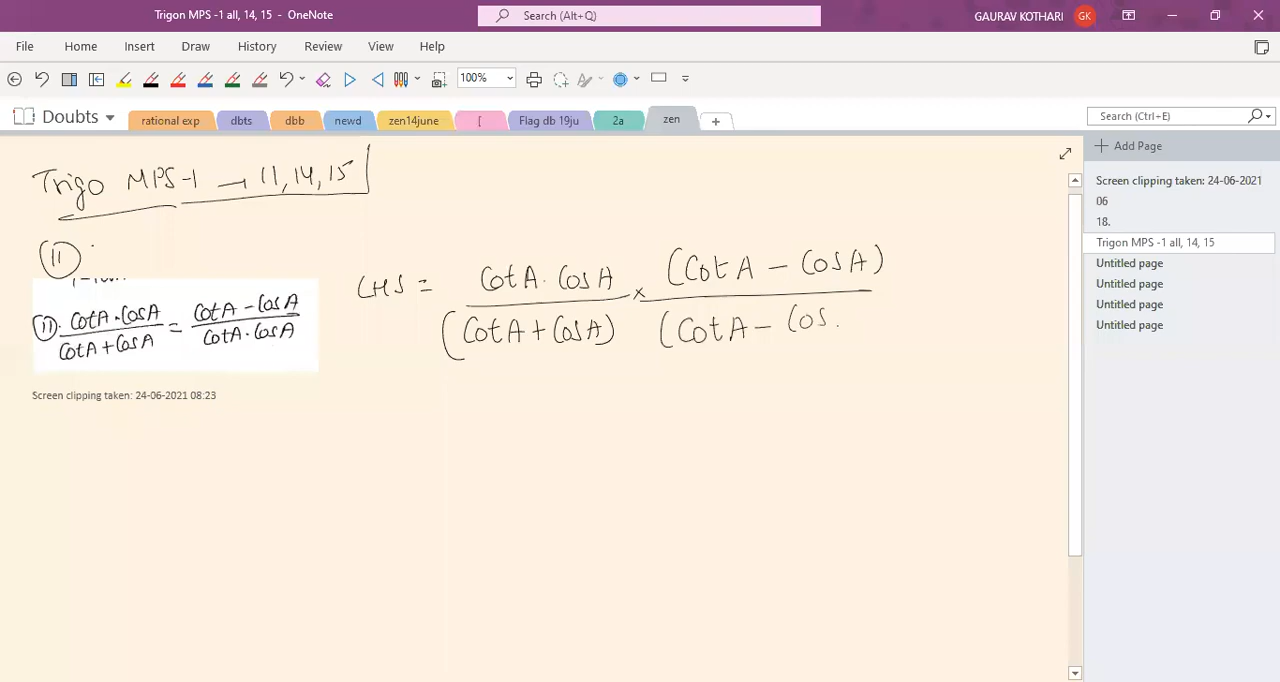 Trigon MPS -1 all, 14, 15 - OneNote
Search (Alt+Q)
GAURAV KOTHARI GK
File Home Insert Draw History Review View Help
100%
Doubts
rational exp dbts dbb newd zen14june [ Flag db 19ju 2a zen
Search (Ctrl+E)
Add Page
Screen clipping taken: 24-06-2021
06
18.
Trigon MPS -1 all, 14, 15
Untitled page
Untitled page
Untitled page
Untitled page
Trigo MPS-1 → 11, 14, 15
(11)
11. CotA·CosA / CotA+CosA = CotA-CosA / CotA·CosA
Screen clipping taken: 24-06-2021 08:23
LHS = CotA·CosA / (CotA+CosA) × (CotA - CosA) / (CotA - Cos